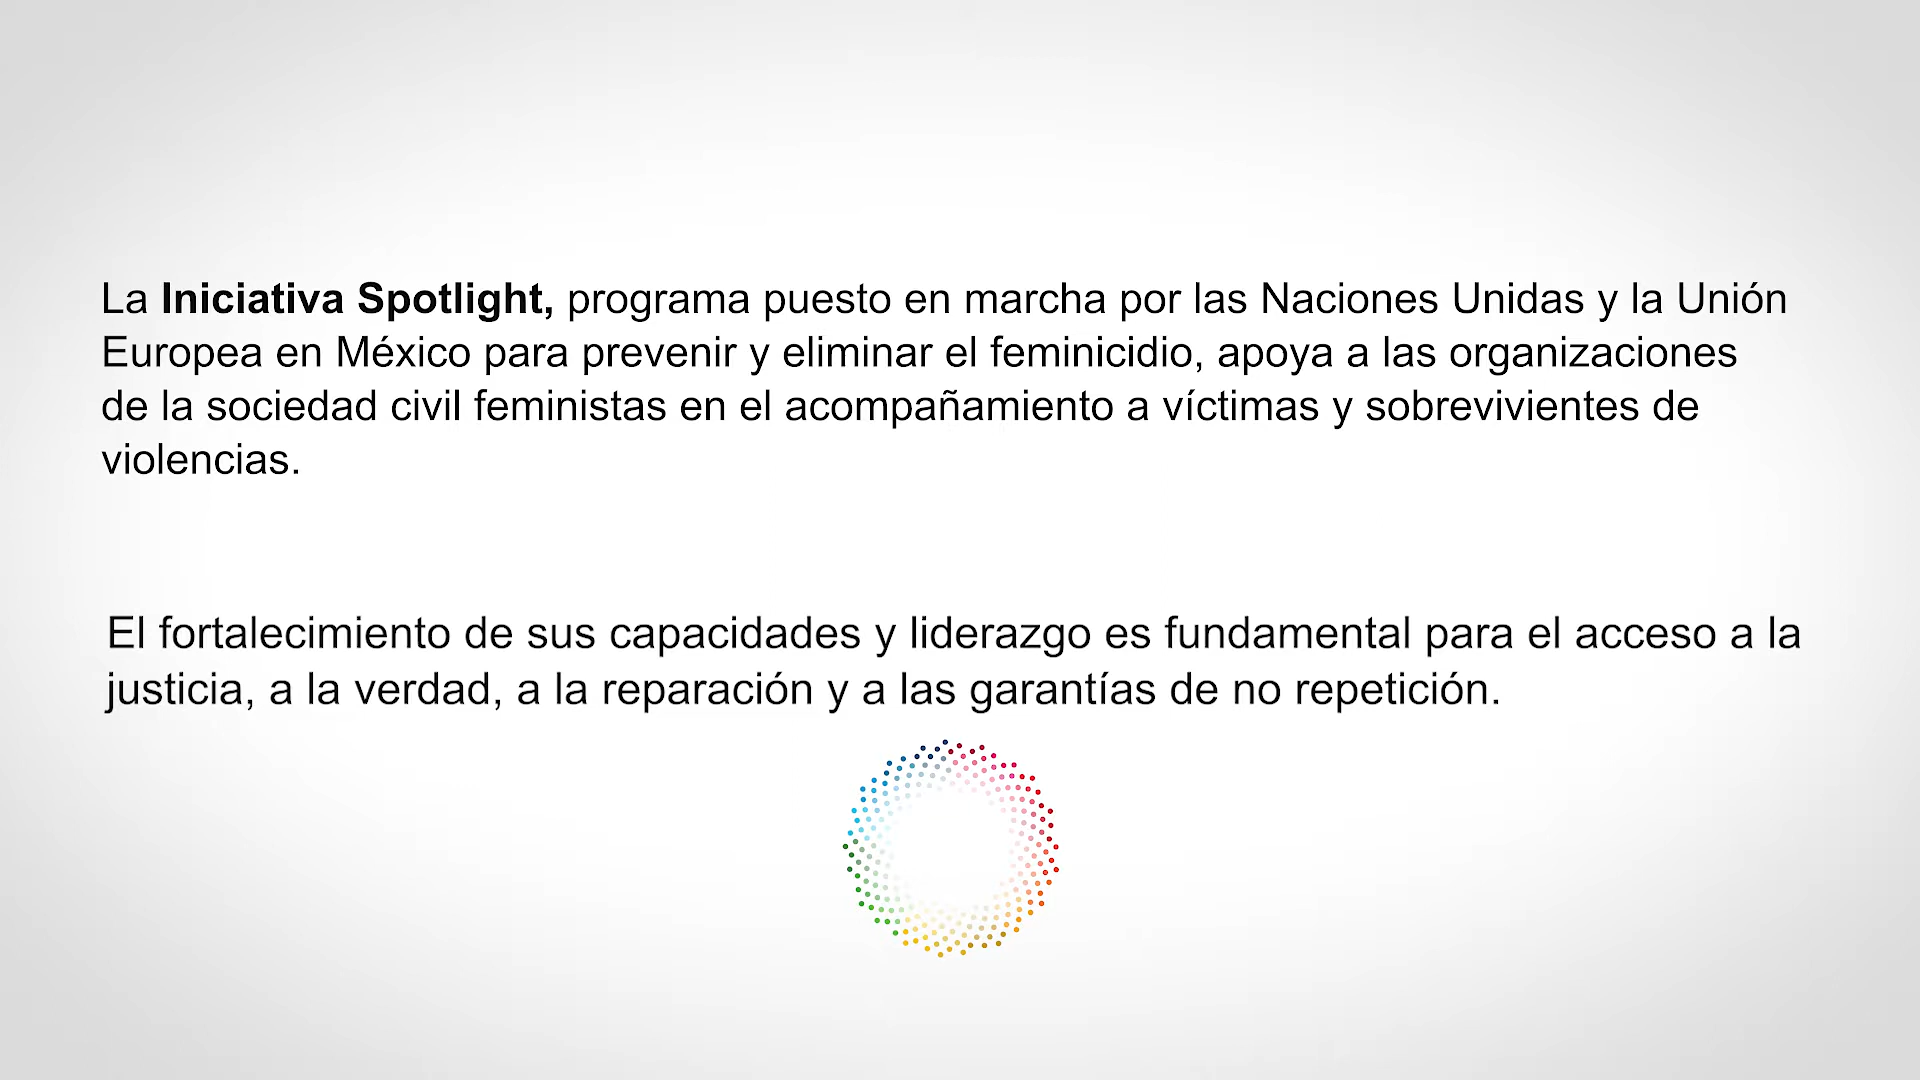 La Iniciativa Spotlight, programa puesto en marcha por las Naciones Unidas y la Unión
Europea en México para prevenir y eliminar el feminicidio, apoya a las organizaciones
de la sociedad civil feministas en el acompañamiento a víctimas y sobrevivientes de
violencias.
El fortalecimiento de sus capacidades y liderazgo es fundamental para el acceso a la
justicia, a la verdad, a la reparación y a las garantías de no repetición.